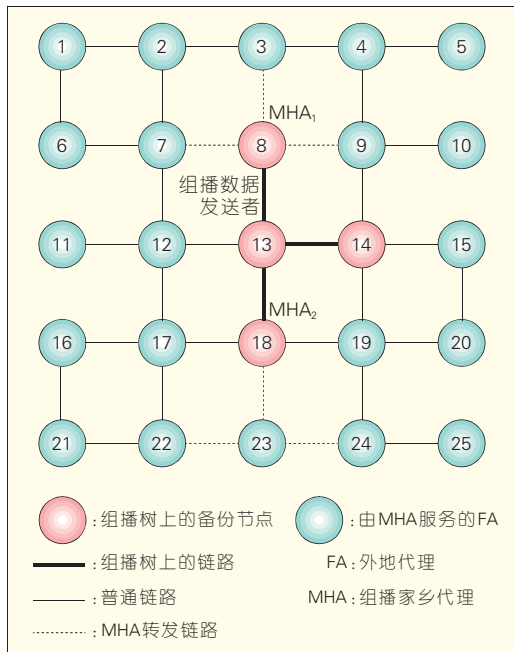 1 2 3 4 5
MHA₁
6 7 8 9 10
组播数据
发送者
11 12 13 14 15
MHA₂
16 17 18 19 20
21 22 23 24 25
:组播树上的备份节点 :由MHA服务的FA
:组播树上的链路 FA:外地代理
:普通链路 MHA:组播家乡代理
:MHA转发链路